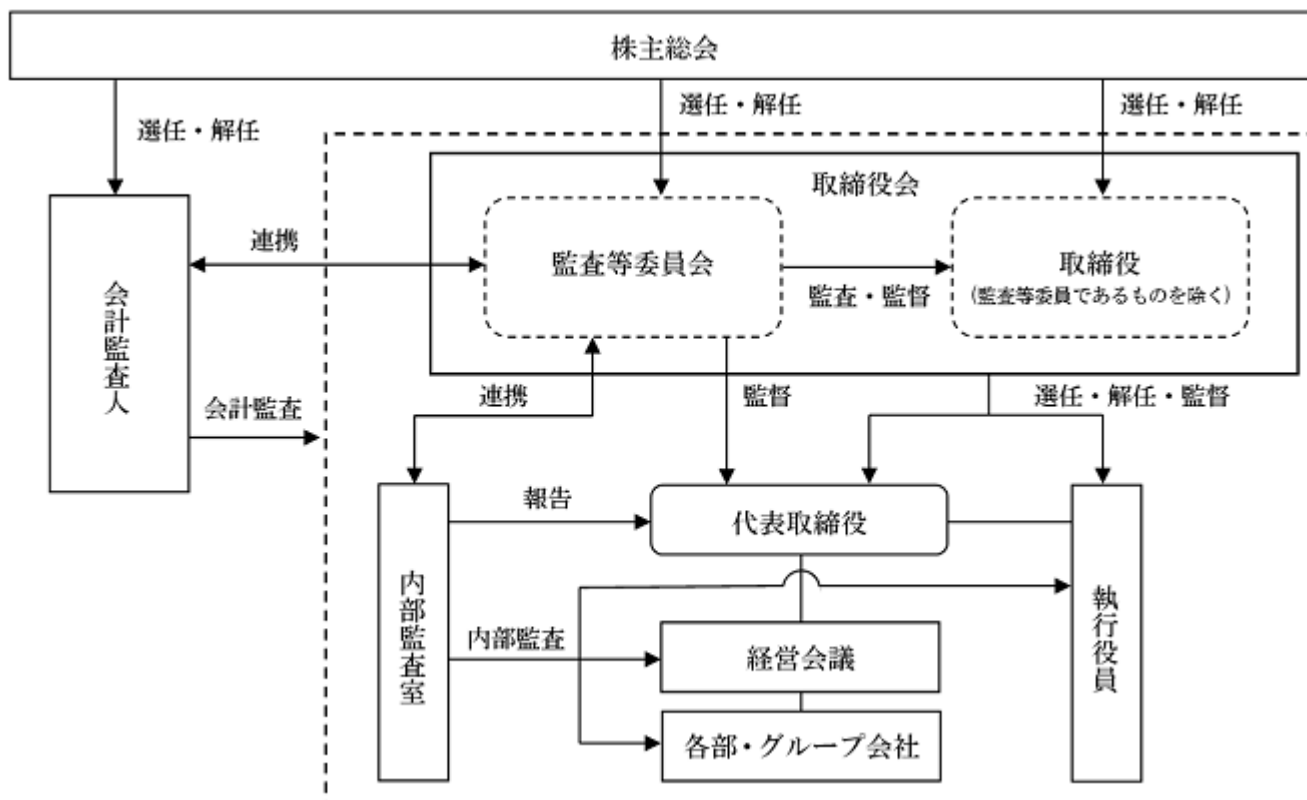 株主総会
選任・解任
選任・解任
選任・解任
取締役会
連携
監査等委員会
監査・監督
取締役
(監査等委員であるものを除く)
会計監査人
会計監査
連携
監督
選任・解任・監督
内部監査室
報告
代表取締役
執行役員
内部監査
経営会議
各部・グループ会社